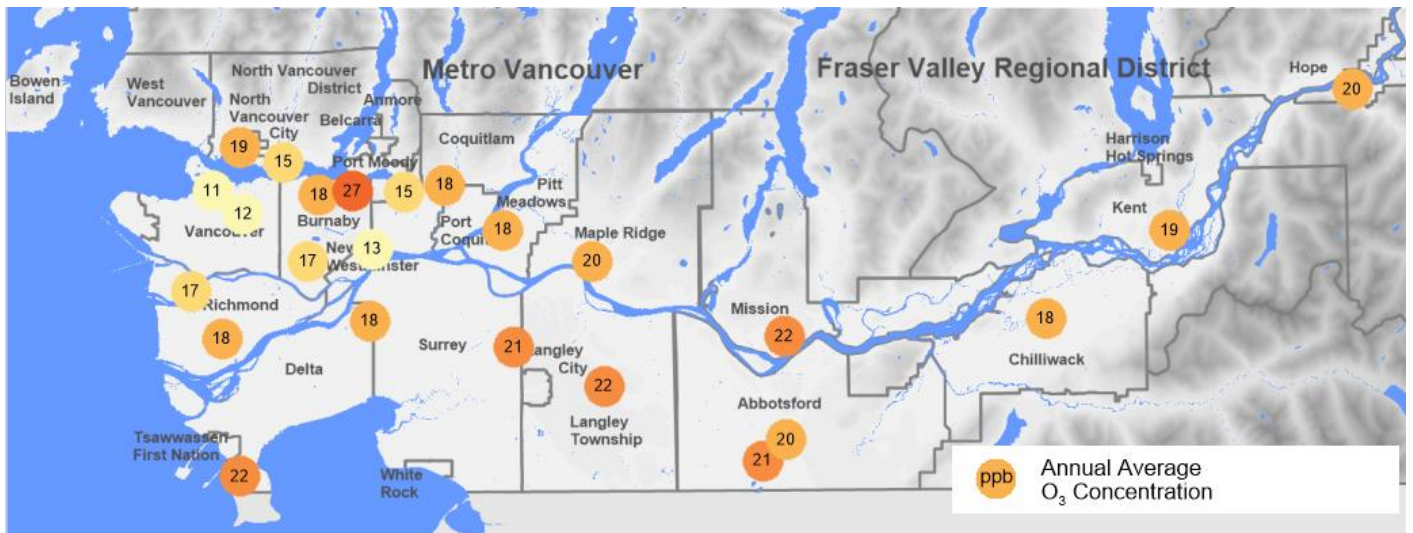 Metro Vancouver
Fraser Valley Regional District
Hope
20
Bowen
Island
West
Vancouver
North Vancouver
District
North
Vancouver
City
Anmore
Belcarra
Coquitlam
Harrison
Hot Springs
19
15
Port Moody
11
18
27
15
18
Pitt
Meadows
Kent
12
Vancouver
Burnaby
Port
18
19
New
Westminster
13
Maple Ridge
17
20
17
Richmond
Mission
18
18
22
18
Surrey
21
Langley
City
Chilliwack
Delta
22
Abbotsford
Langley
Township
20
Tsawwassen
First Nation
21
22
White
Rock
ppb
Annual Average
O₃ Concentration